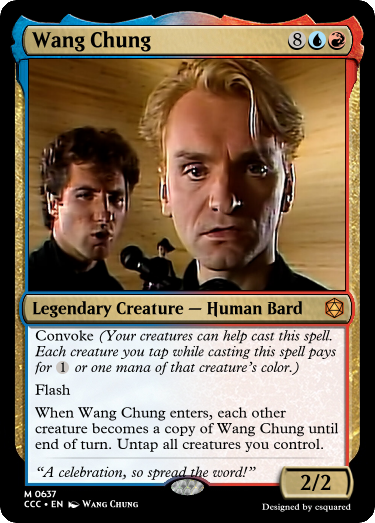 Wang Chung 8
Legendary Creature — Human Bard
Convoke (Your creatures can help cast this spell.
Each creature you tap while casting this spell pays
for 1 or one mana of that creature's color.)
Flash
When Wang Chung enters, each other
creature becomes a copy of Wang Chung until
end of turn. Untap all creatures you control.
“A celebration, so spread the word!”
2/2
M 0637
CCC • EN Wang Chung
Designed by csquared